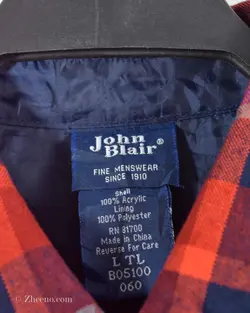 John
Blair®
FINE MENSWEAR
SINCE 1910
Shell
100% Acrylic
Lining
100% Polyester
RN 81700
Made in China
Reverse For Care
L TL
B05100
060
© Zheeno.com